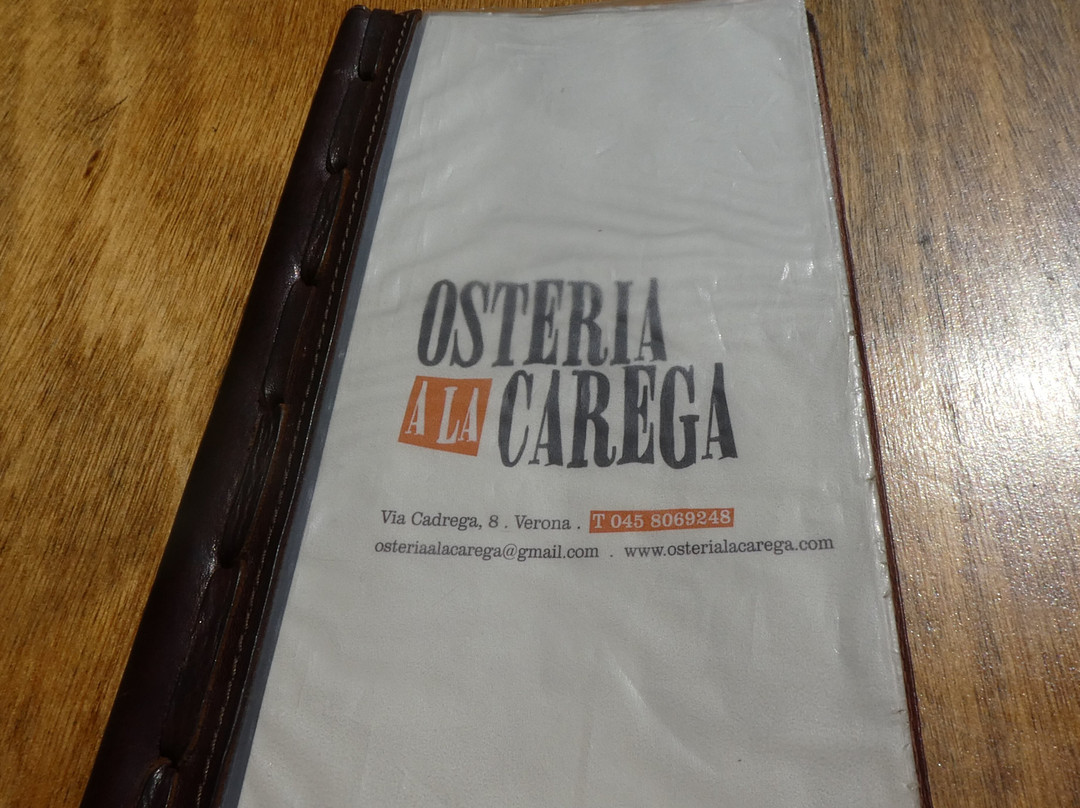 OSTERIA
A LA CAREGA
Via Cadrega, 8 . Verona . T 045 8069248
osteriaalacarega@gmail.com . www.osterialacarega.com